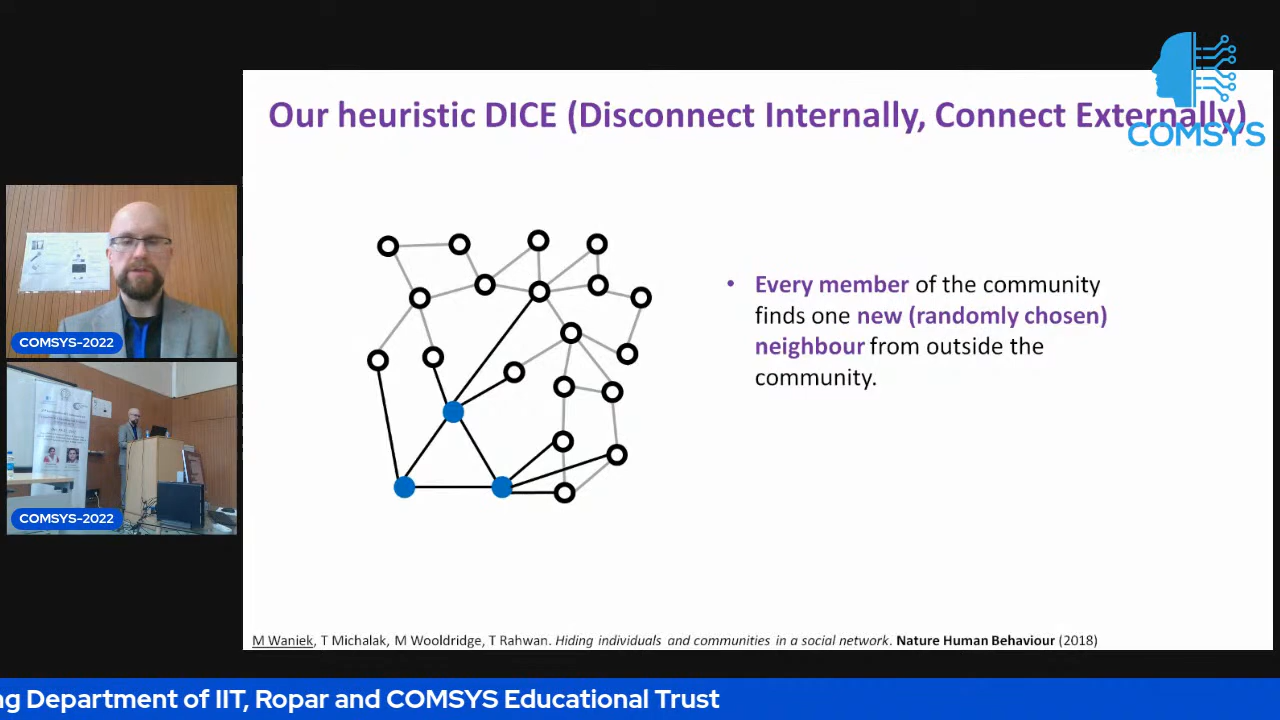 Our heuristic DICE (Disconnect Internally, Connect Externally)
COMSYS
• Every member of the community
finds one new (randomly chosen)
neighbour from outside the
community.
COMSYS-2022
COMSYS-2022
M Waniek, T Michalak, M Wooldridge, T Rahwan. Hiding individuals and communities in a social network. Nature Human Behaviour (2018)
ng Department of IIT, Ropar and COMSYS Educational Trust